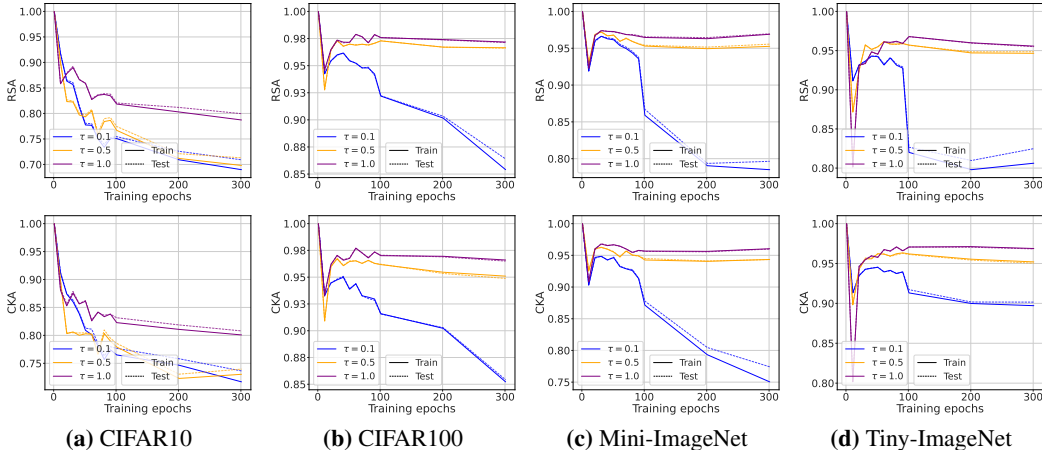 1.00
0.95
0.90
0.85
0.80
0.75
0.70
RSA
τ = 0.1
τ = 0.5
τ = 1.0
Train
Test
0 100 200 300
Training epochs
1.00
0.98
0.95
0.93
0.90
0.88
0.85
RSA
τ = 0.1
τ = 0.5
τ = 1.0
Train
Test
0 100 200 300
Training epochs
1.00
0.95
0.90
0.85
0.80
RSA
τ = 0.1
τ = 0.5
τ = 1.0
Train
Test
0 100 200 300
Training epochs
1.00
0.95
0.90
0.85
0.80
RSA
τ = 0.1
τ = 0.5
τ = 1.0
Train
Test
0 100 200 300
Training epochs
1.00
0.95
0.90
0.85
0.80
0.75
CKA
τ = 0.1
τ = 0.5
τ = 1.0
Train
Test
0 100 200 300
Training epochs
1.00
0.98
0.95
0.93
0.90
0.88
0.85
CKA
τ = 0.1
τ = 0.5
τ = 1.0
Train
Test
0 100 200 300
Training epochs
1.00
0.95
0.90
0.85
0.80
0.75
CKA
τ = 0.1
τ = 0.5
τ = 1.0
Train
Test
0 100 200 300
Training epochs
1.00
0.95
0.90
0.85
0.80
CKA
τ = 0.1
τ = 0.5
τ = 1.0
Train
Test
0 100 200 300
Training epochs
(a) CIFAR10
(b) CIFAR100
(c) Mini-ImageNet
(d) Tiny-ImageNet